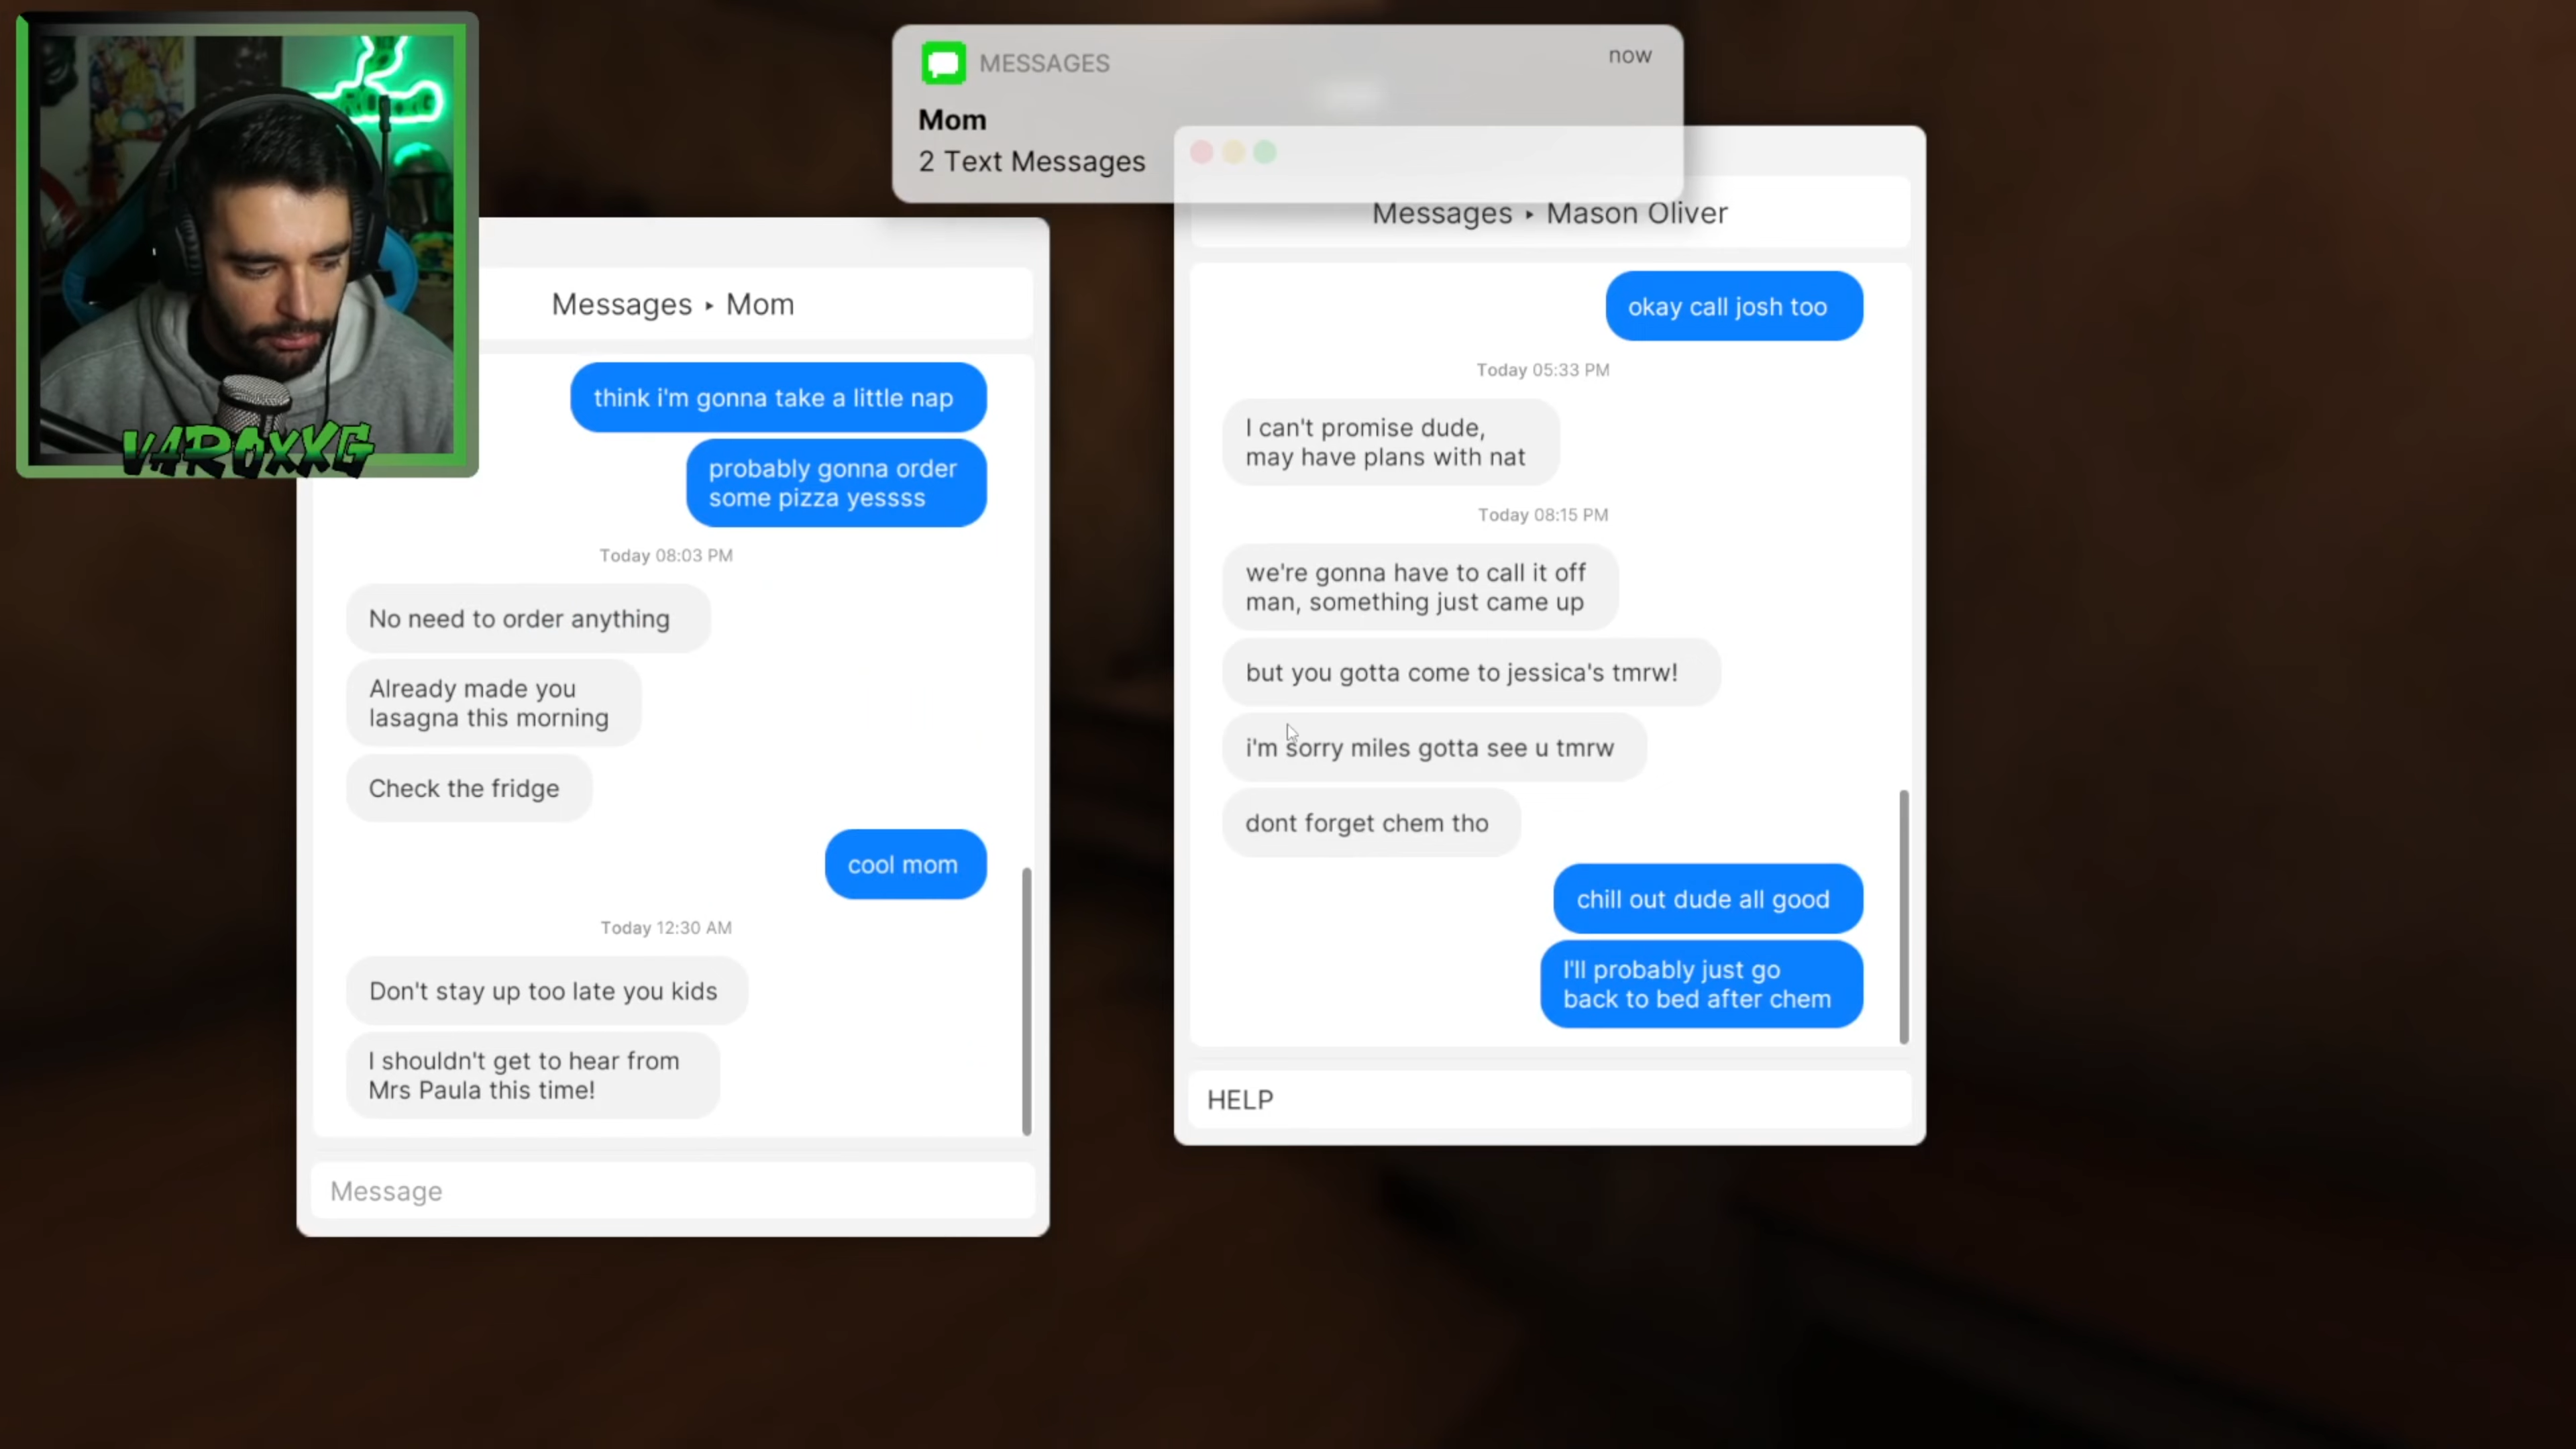 VAROXXG
MESSAGES
now
Mom
2 Text Messages
Messages ▸ Mom
think i'm gonna take a little nap
probably gonna order
some pizza yessss
Today 08:03 PM
No need to order anything
Already made you
lasagna this morning
Check the fridge
cool mom
Today 12:30 AM
Don't stay up too late you kids
I shouldn't get to hear from
Mrs Paula this time!
Message
Messages ▸ Mason Oliver
okay call josh too
Today 05:33 PM
I can't promise dude,
may have plans with nat
Today 08:15 PM
we're gonna have to call it off
man, something just came up
but you gotta come to jessica's tmrw!
i'm sorry miles gotta see u tmrw
dont forget chem tho
chill out dude all good
I'll probably just go
back to bed after chem
HELP